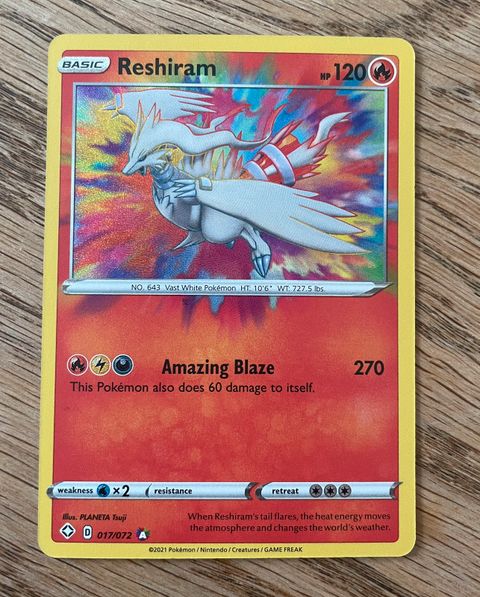 BASIC Reshiram HP 120
NO. 643 Vast White Pokémon HT: 10'6" WT: 727.5 lbs.
Amazing Blaze 270
This Pokémon also does 60 damage to itself.
weakness ×2 resistance retreat
Illus. PLANETA Tsuji
When Reshiram's tail flares, the heat energy moves
the atmosphere and changes the world's weather.
D 017/072 A
©2021 Pokémon / Nintendo / Creatures / GAME FREAK